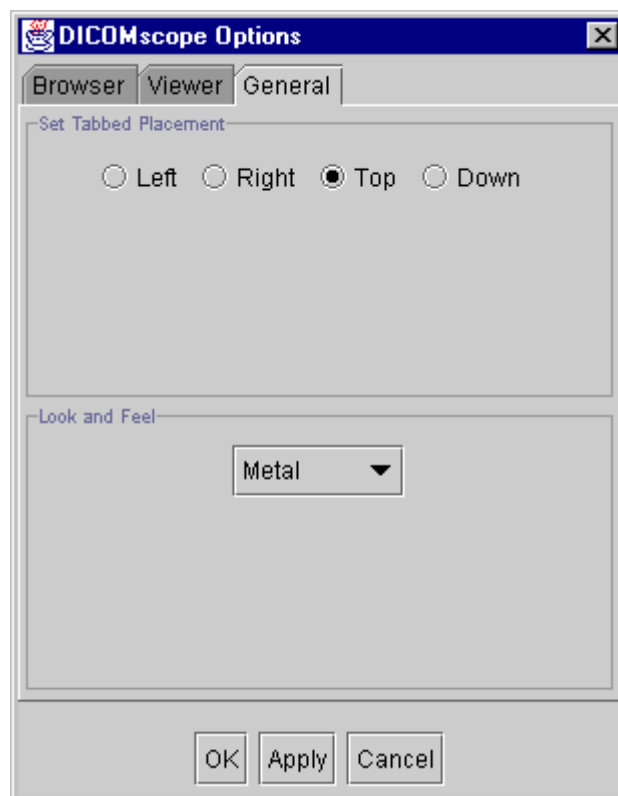 DICOMscope Options
Browser Viewer General
Set Tabbed Placement
Left Right Top Down
Look and Feel
Metal
OK Apply Cancel